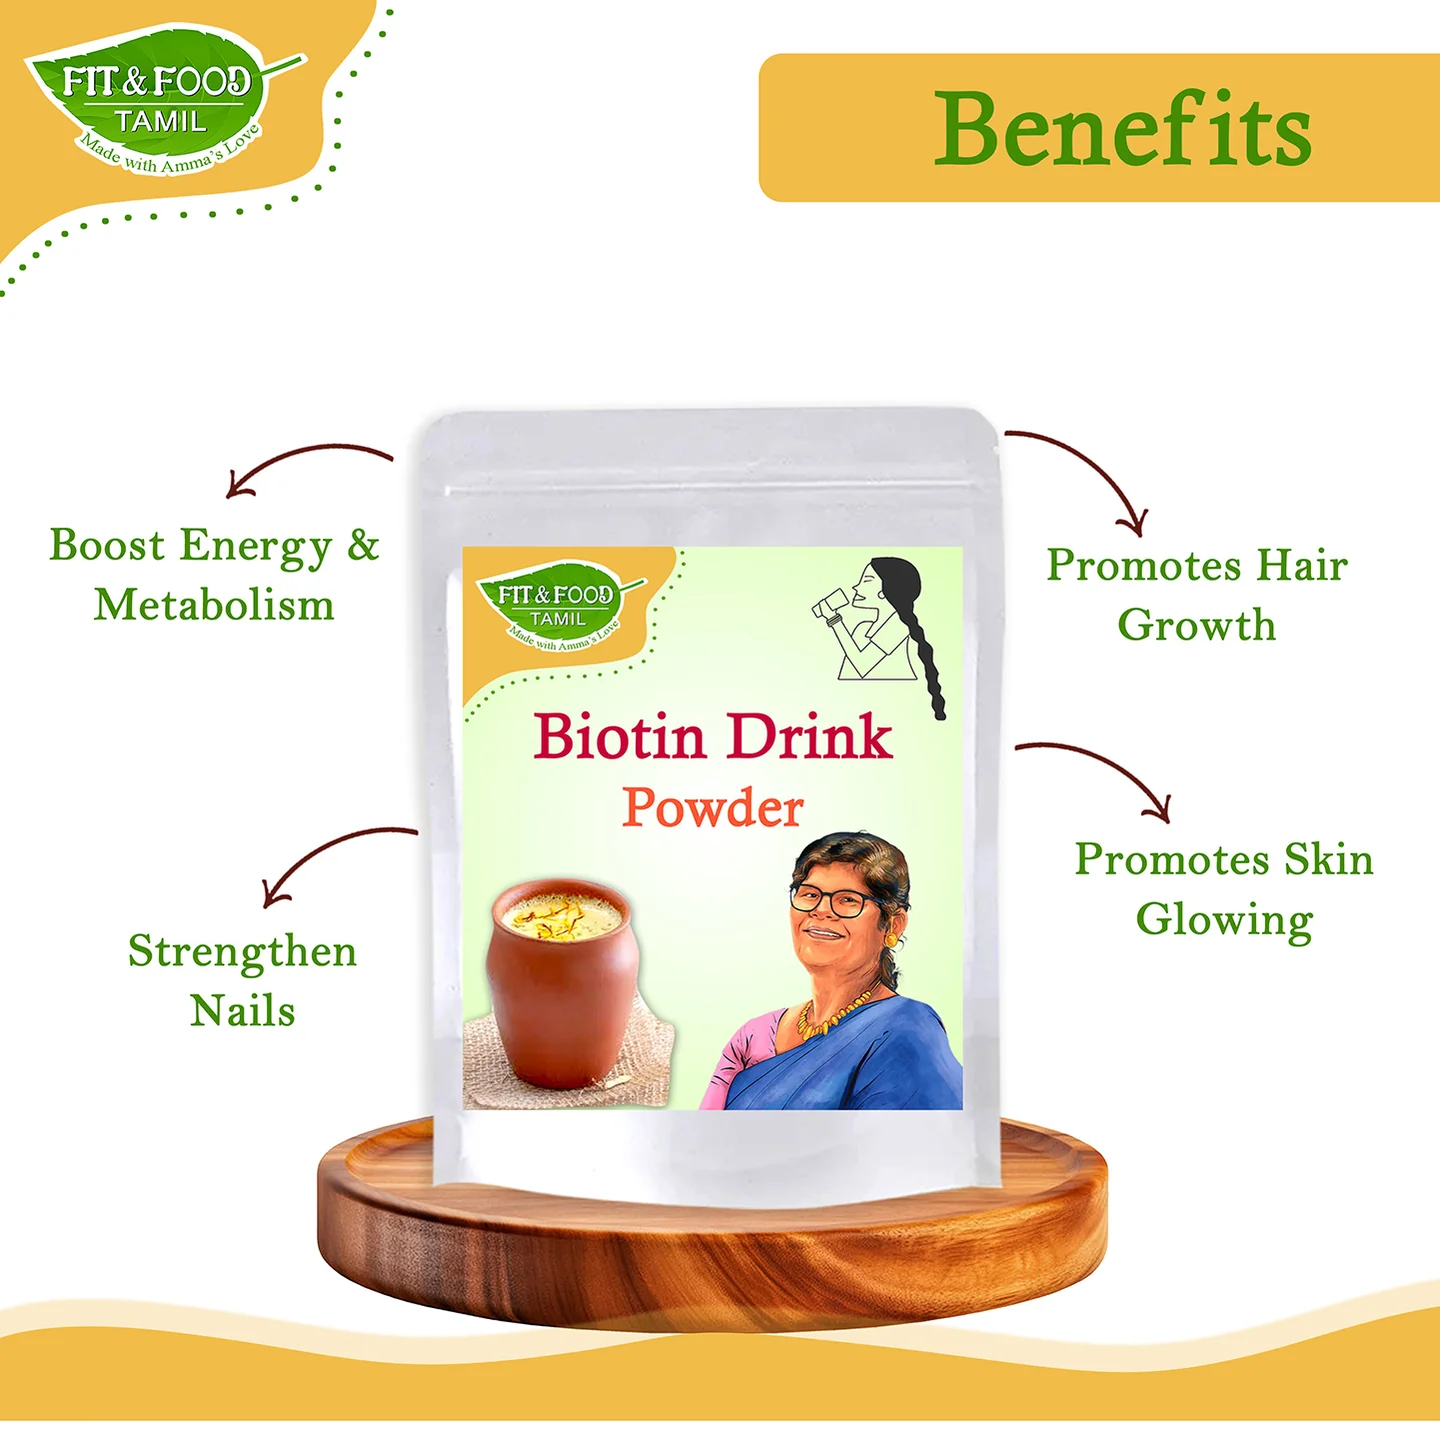 FIT & FOOD
TAMIL
Made with Amma's Love
Benefits
Boost Energy &
Metabolism
Promotes Hair
Growth
FIT & FOOD
TAMIL
Made with Amma's Love
Biotin Drink
Powder
Strengthen
Nails
Promotes Skin
Glowing